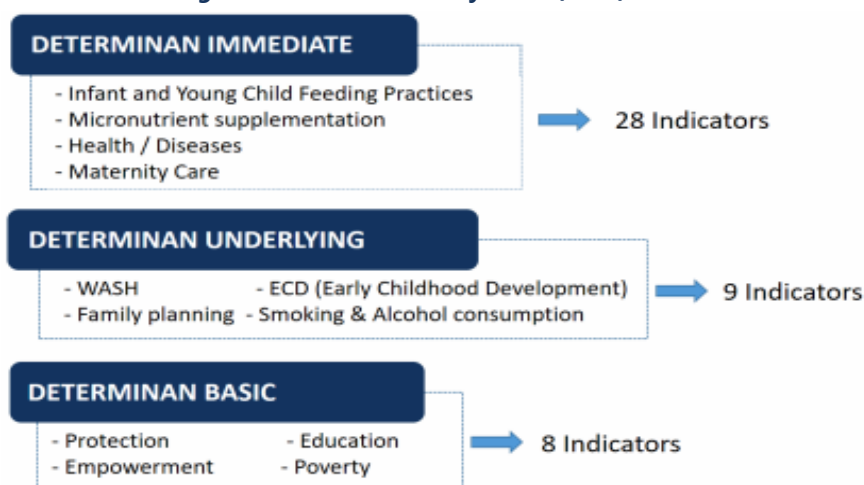 DETERMINAN IMMEDIATE
- Infant and Young Child Feeding Practices
- Micronutrient supplementation
- Health / Diseases
- Maternity Care
28 Indicators
DETERMINAN UNDERLYING
- WASH - ECD (Early Childhood Development)
- Family planning - Smoking & Alcohol consumption
9 Indicators
DETERMINAN BASIC
- Protection - Education
- Empowerment - Poverty
8 Indicators